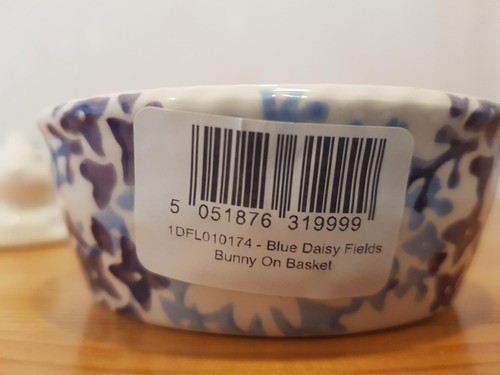 5 051876 319999
1DFL010174 - Blue Daisy Fields
Bunny On Basket